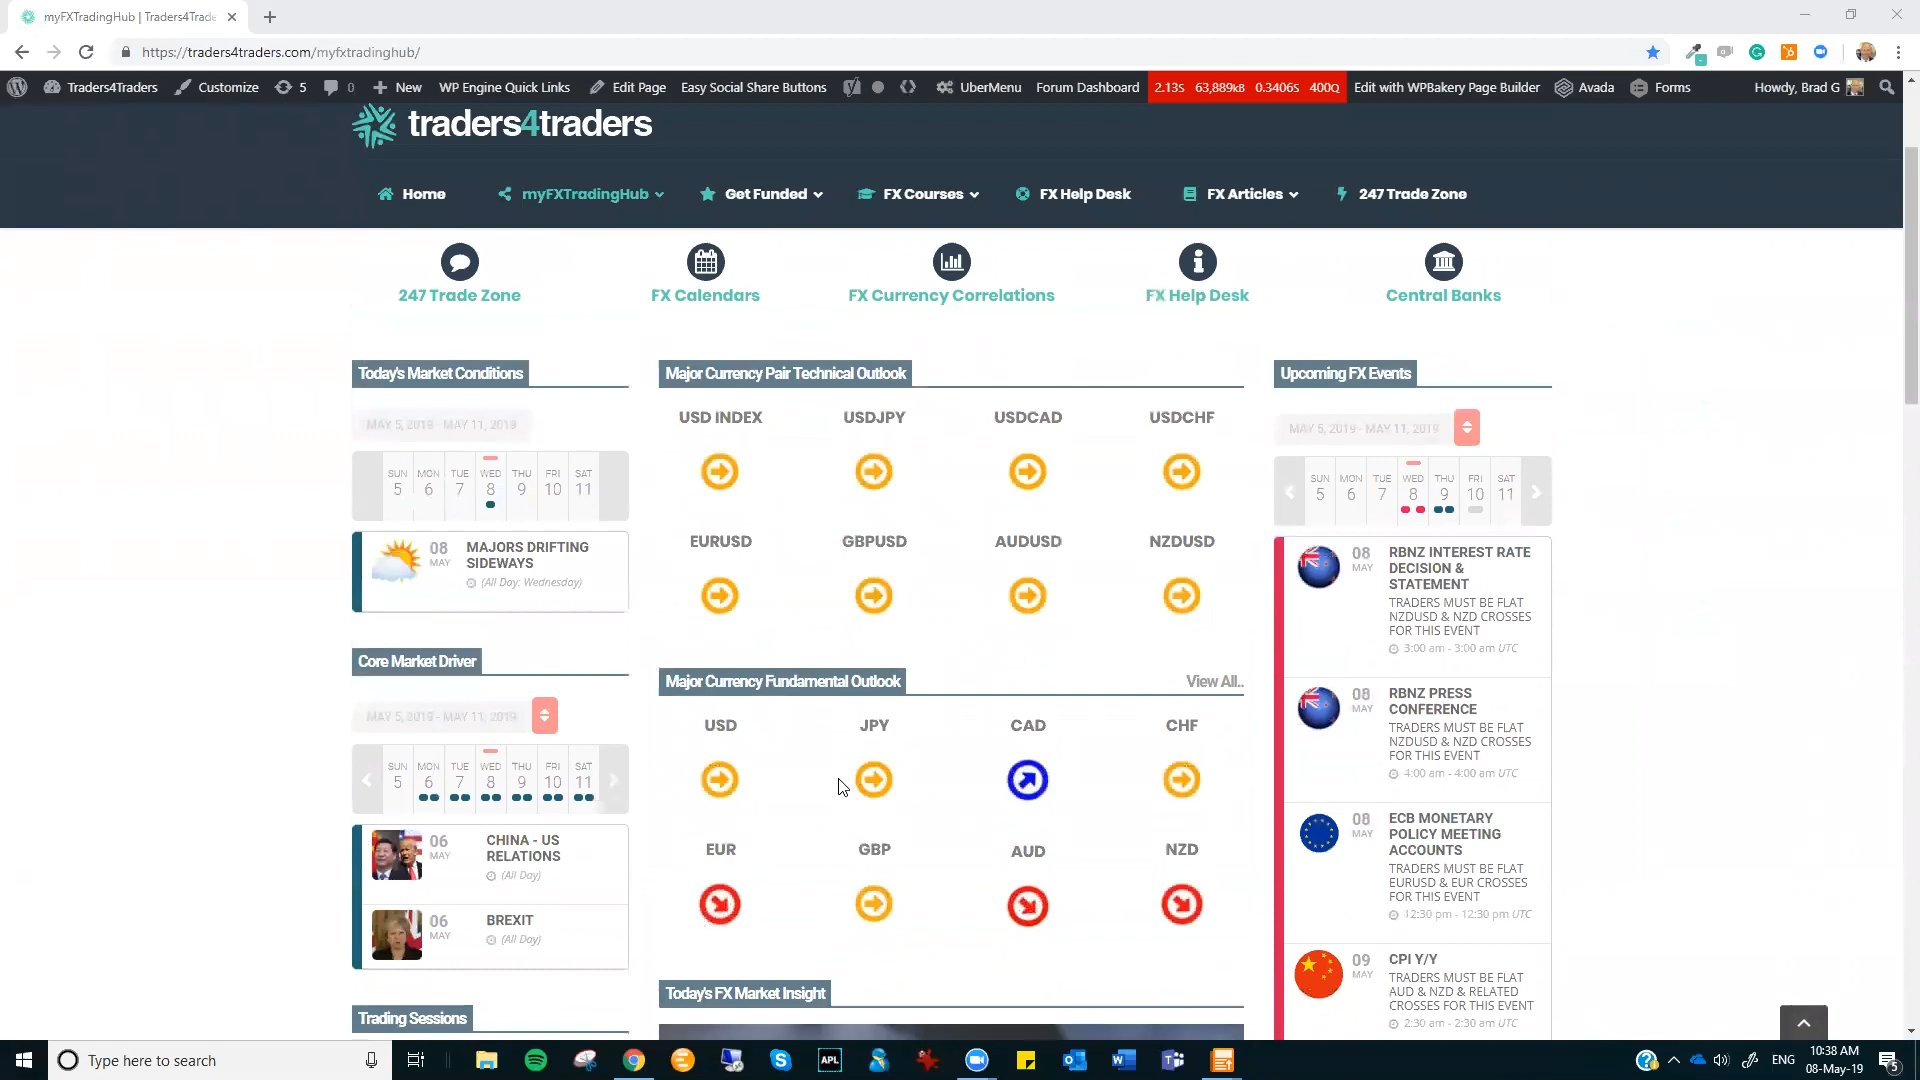 myFXTradingHub | Traders4Trade
https://traders4traders.com/myfxtradinghub/
Traders4Traders
Customize
5
0
New
WP Engine Quick Links
Edit Page
Easy Social Share Buttons
UberMenu
Forum Dashboard
2.13S 63,889KB 0.3406S 400Q
Edit with WPBakery Page Builder
Avada
Forms
Howdy, Brad G
traders4traders
Home
myFXTradingHub
Get Funded
FX Courses
FX Help Desk
FX Articles
247 Trade Zone
247 Trade Zone
FX Calendars
FX Currency Correlations
FX Help Desk
Central Banks
Today's Market Conditions
MAY 5, 2019 - MAY 11, 2019
SUN MON TUE WED THU FRI SAT
5 6 7 8 9 10 11
08
MAY
MAJORS DRIFTING
SIDEWAYS
(All Day: Wednesday)
Core Market Driver
MAY 5, 2019 - MAY 11, 2019
SUN MON TUE WED THU FRI SAT
5 6 7 8 9 10 11
06
MAY
CHINA - US
RELATIONS
(All Day)
06
MAY
BREXIT
(All Day)
Trading Sessions
Major Currency Pair Technical Outlook
USD INDEX USDJPY USDCAD USDCHF
EURUSD GBPUSD AUDUSD NZDUSD
Major Currency Fundamental Outlook
View All..
USD JPY CAD CHF
EUR GBP AUD NZD
Today's FX Market Insight
Upcoming FX Events
MAY 5, 2019 - MAY 11, 2019
SUN MON TUE WED THU FRI SAT
5 6 7 8 9 10 11
08
MAY
RBNZ INTEREST RATE
DECISION &
STATEMENT
TRADERS MUST BE FLAT
NZDUSD & NZD CROSSES
FOR THIS EVENT
3:00 am - 3:00 am UTC
08
MAY
RBNZ PRESS
CONFERENCE
TRADERS MUST BE FLAT
NZDUSD & NZD CROSSES
FOR THIS EVENT
4:00 am - 4:00 am UTC
08
MAY
ECB MONETARY
POLICY MEETING
ACCOUNTS
TRADERS MUST BE FLAT
EURUSD & EUR CROSSES
FOR THIS EVENT
12:30 pm - 12:30 pm UTC
09
MAY
CPI Y/Y
TRADERS MUST BE FLAT
AUD & NZD & RELATED
CROSSES FOR THIS EVENT
2:30 am - 2:30 am UTC
Type here to search
APL
ENG
10:38 AM
08-May-19
5